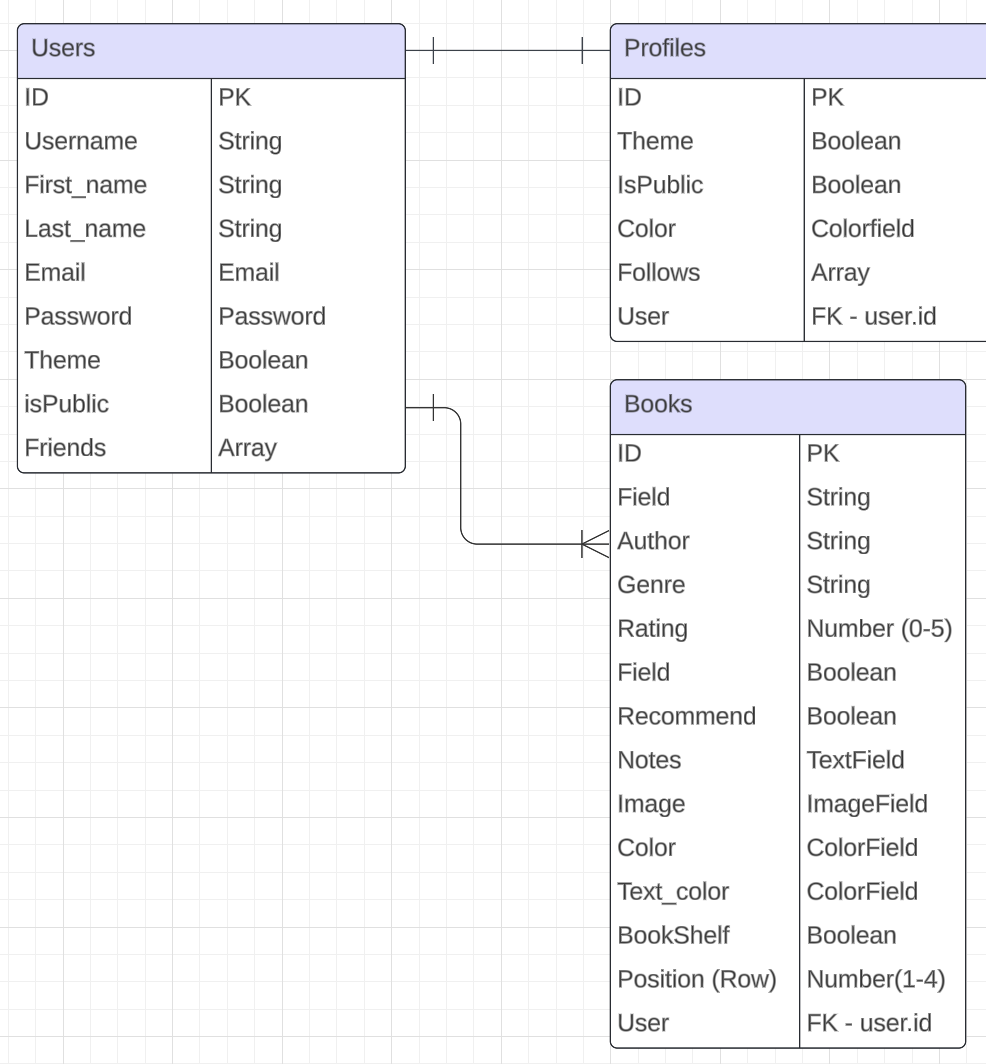 Users
ID PK
Username String
First_name String
Last_name String
Email Email
Password Password
Theme Boolean
isPublic Boolean
Friends Array
Profiles
ID PK
Theme Boolean
IsPublic Boolean
Color Colorfield
Follows Array
User FK - user.id
Books
ID PK
Field String
Author String
Genre String
Rating Number (0-5)
Field Boolean
Recommend Boolean
Notes TextField
Image ImageField
Color ColorField
Text_color ColorField
BookShelf Boolean
Position (Row) Number(1-4)
User FK - user.id